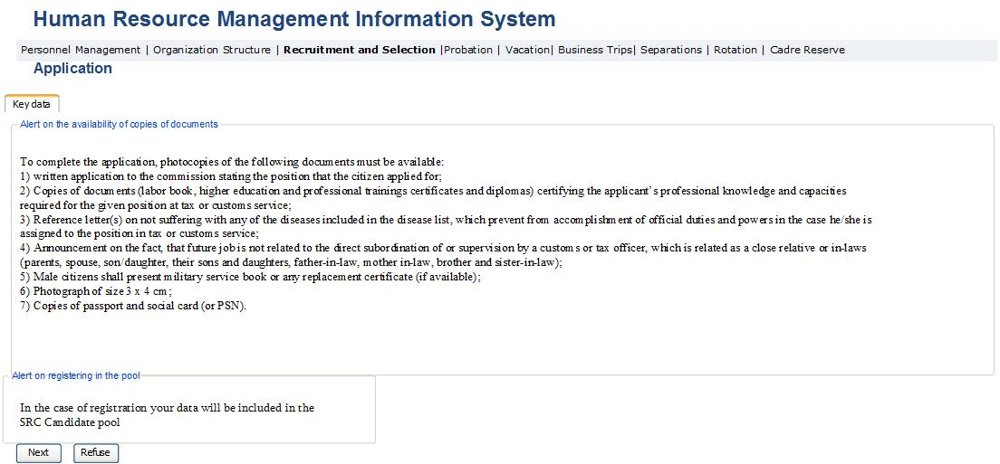 Human Resource Management Information System
Personnel Management | Organization Structure | Recruitment and Selection |Probation | Vacation| Business Trips| Separations | Rotation | Cadre Reserve
Application
Key data
Alert on the availability of copies of documents
To complete the application, photocopies of the following documents must be available:
1) written application to the commission stating the position that the citizen applied for;
2) Copies of documents (labor book, higher education and professional trainings certificates and diplomas) certifying the applicant's professional knowledge and capacities
required for the given position at tax or customs service;
3) Reference letter(s) on not suffering with any of the diseases included in the disease list, which prevent from accomplishment of official duties and powers in the case he/she is
assigned to the position in tax or customs service;
4) Announcement on the fact, that future job is not related to the direct subordination of or supervision by a customs or tax officer, which is related as a close relative or in-laws
(parents, spouse, son/daughter, their sons and daughters, father-in-law, mother in-law, brother and sister-in-law);
5) Male citizens shall present military service book or any replacement certificate (if available);
6) Photograph of size 3 x 4 cm;
7) Copies of passport and social card (or PSN).
Alert on registering in the pool
In the case of registration your data will be included in the
SRC Candidate pool
Next Refuse